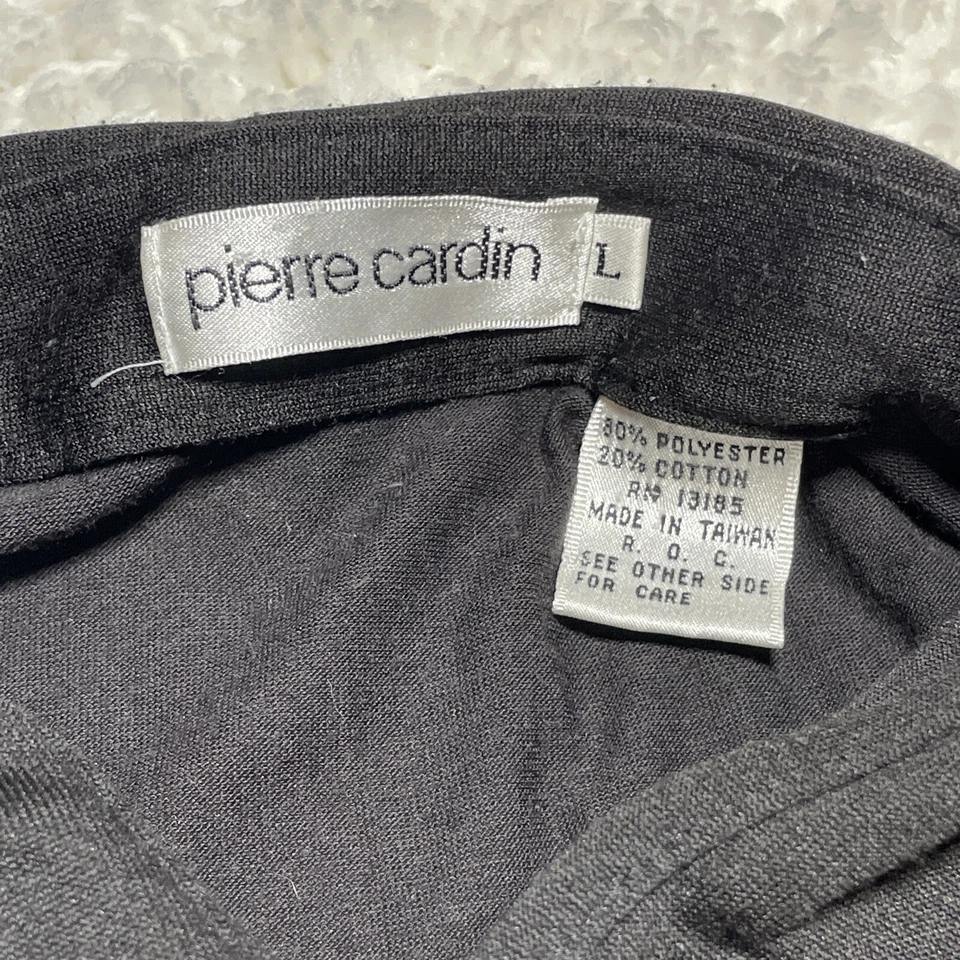 pierre cardin
L
80% POLYESTER
20% COTTON
RN 13185
MADE IN TAIWAN
R. O. C.
SEE OTHER SIDE
FOR CARE